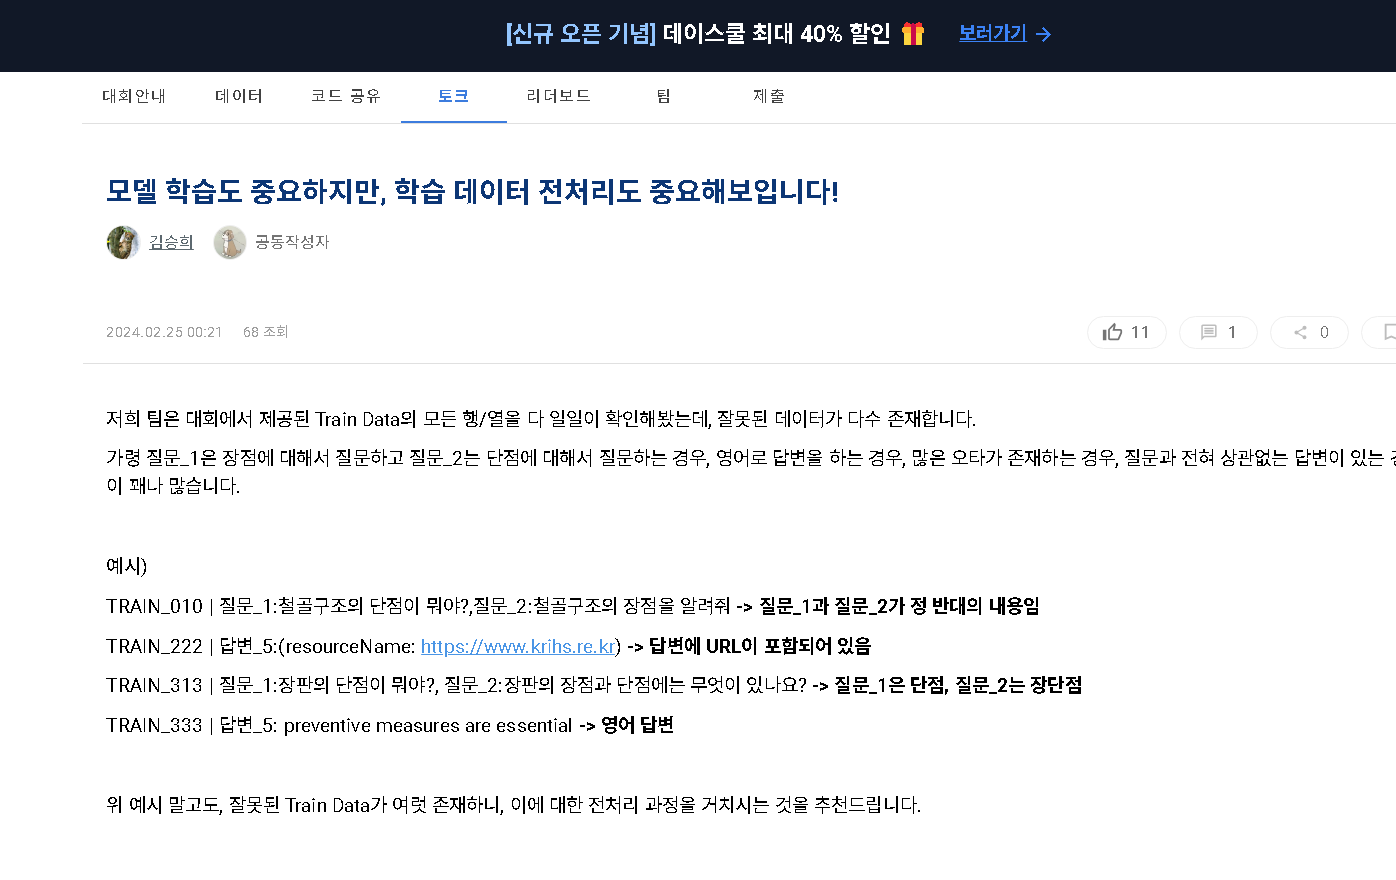 [신규 오픈 기념] 데이스쿨 최대 40% 할인 보러가기 →
대회안내 데이터 코드 공유 토크 리더보드 팀 제출
모델 학습도 중요하지만, 학습 데이터 전처리도 중요해보입니다!
김승희 공동작성자
2024.02.25 00:21 68 조회 11 1 0
저희 팀은 대회에서 제공된 Train Data의 모든 행/열을 다 일일이 확인해봤는데, 잘못된 데이터가 다수 존재합니다.
가령 질문_1은 장점에 대해서 질문하고 질문_2는 단점에 대해서 질문하는 경우, 영어로 답변을 하는 경우, 많은 오타가 존재하는 경우, 질문과 전혀 상관없는 답변이 있는
이 꽤나 많습니다.
예시)
TRAIN_010 | 질문_1:철골구조의 단점이 뭐야?,질문_2:철골구조의 장점을 알려줘 -> 질문_1과 질문_2가 정 반대의 내용임
TRAIN_222 | 답변_5:(resourceName: https://www.krihs.re.kr) -> 답변에 URL이 포함되어 있음
TRAIN_313 | 질문_1:장판의 단점이 뭐야?, 질문_2:장판의 장점과 단점에는 무엇이 있나요? -> 질문_1은 단점, 질문_2는 장단점
TRAIN_333 | 답변_5: preventive measures are essential -> 영어 답변
위 예시 말고도, 잘못된 Train Data가 여럿 존재하니, 이에 대한 전처리 과정을 거치시는 것을 추천드립니다.